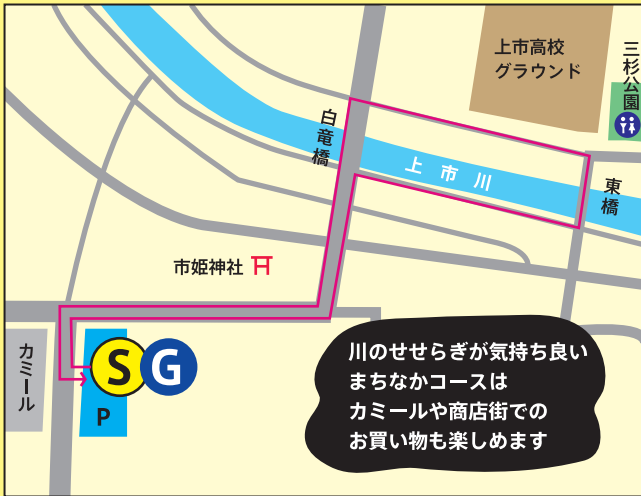 上市高校
グラウンド
三杉公園
白竜橋
上市川
東橋
市姫神社
カミール
S
G
P
川のせせらぎが気持ち良い
まちなかコースは
カミールや商店街での
お買い物も楽しめます